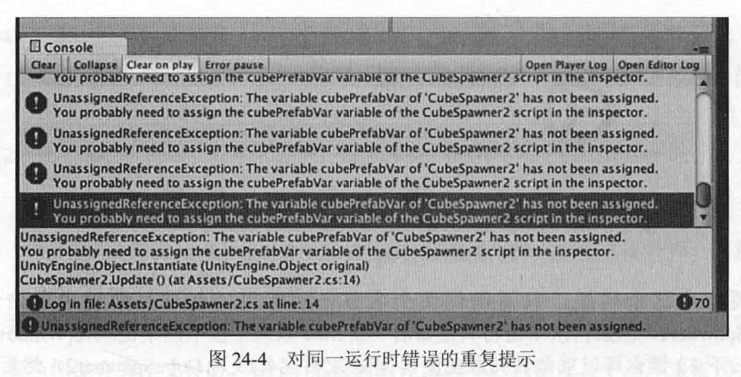 Console
Clear Collapse Clear on play Error pause Open Player Log Open Editor Log
You probably need to assign the cubePrefabVar variable of the CubeSpawner2 script in the inspector.
UnassignedReferenceException: The variable cubePrefabVar of 'CubeSpawner2' has not been assigned.
You probably need to assign the cubePrefabVar variable of the CubeSpawner2 script in the inspector.
UnassignedReferenceException: The variable cubePrefabVar of 'CubeSpawner2' has not been assigned.
You probably need to assign the cubePrefabVar variable of the CubeSpawner2 script in the inspector.
UnassignedReferenceException: The variable cubePrefabVar of 'CubeSpawner2' has not been assigned.
You probably need to assign the cubePrefabVar variable of the CubeSpawner2 script in the inspector.
UnassignedReferenceException: The variable cubePrefabVar of 'CubeSpawner2' has not been assigned.
You probably need to assign the cubePrefabVar variable of the CubeSpawner2 script in the inspector.
UnassignedReferenceException: The variable cubePrefabVar of 'CubeSpawner2' has not been assigned.
You probably need to assign the cubePrefabVar variable of the CubeSpawner2 script in the inspector.
UnityEngine.Object.Instantiate (UnityEngine.Object original)
CubeSpawner2.Update () (at Assets/CubeSpawner2.cs:14)
Log in file: Assets/CubeSpawner2.cs at line: 14 70
UnassignedReferenceException: The variable cubePrefabVar of 'CubeSpawner2' has not been assigned.
图 24-4 对同一运行时错误的重复提示